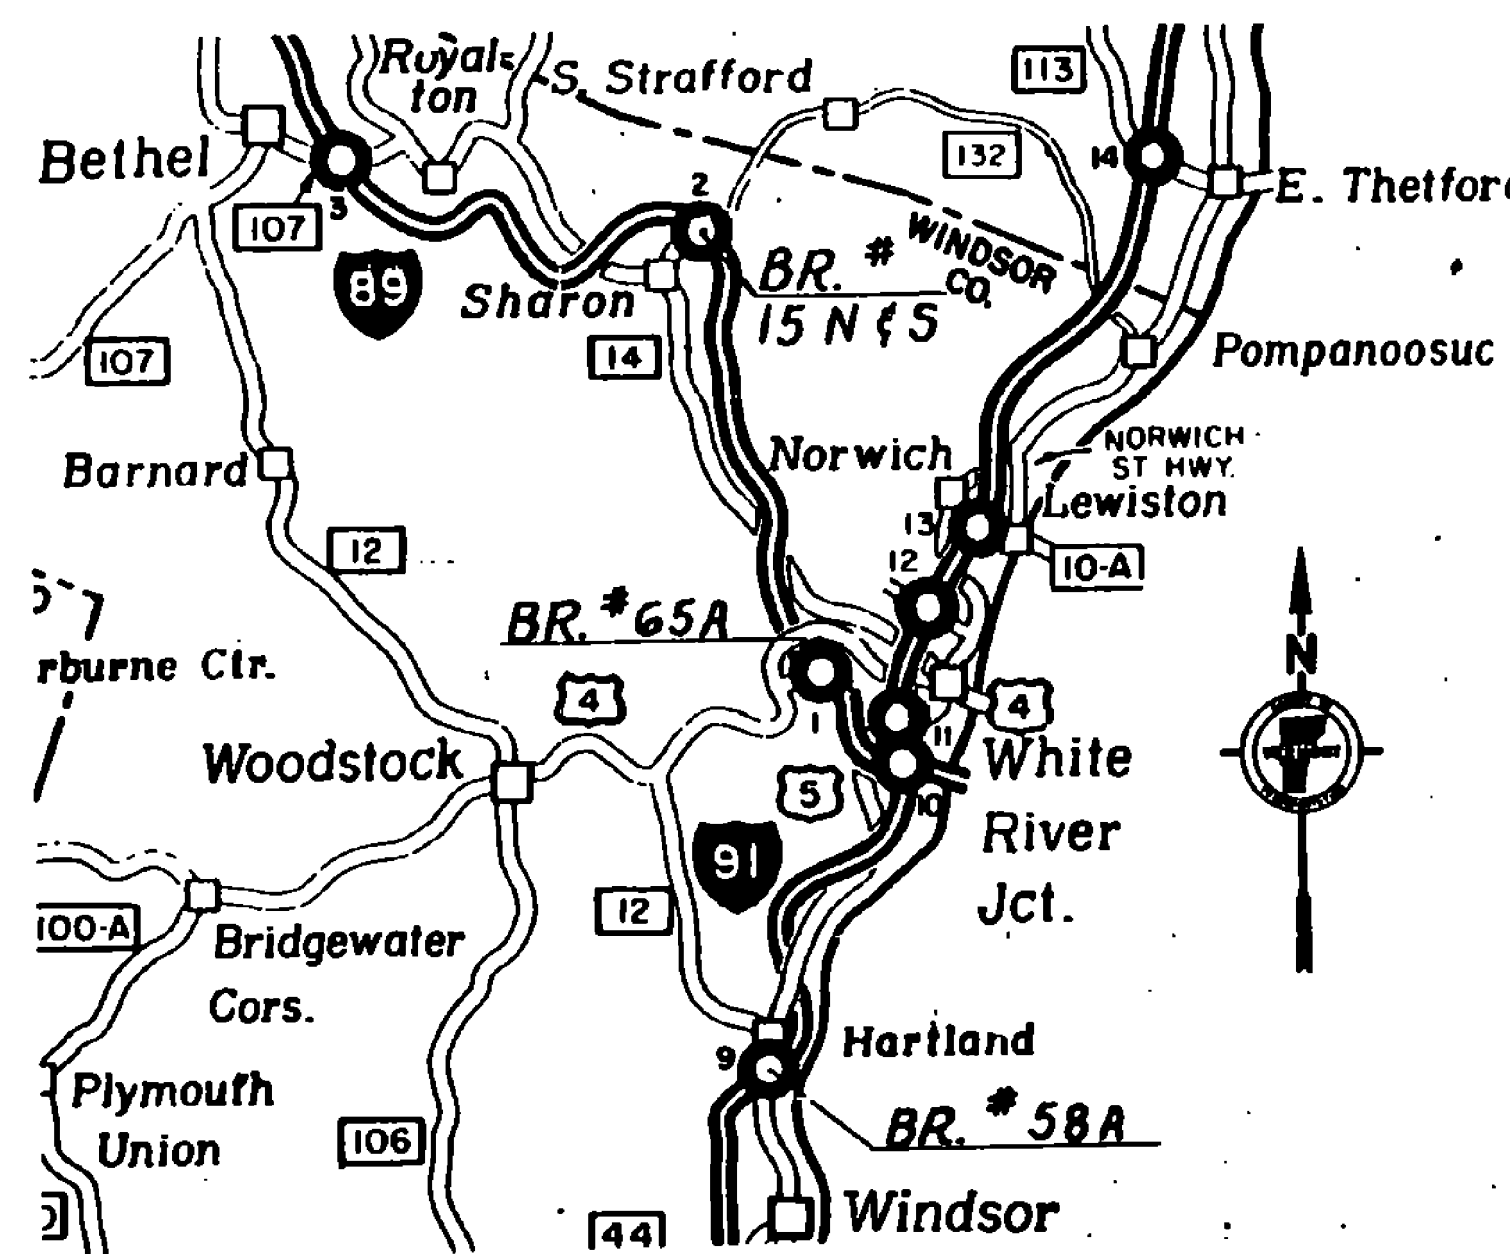 Royal-
ton
S. Strafford
113
Bethel
132
14
2
E. Thetford
107
3
WINDSOR
CO.
89
Sharon
BR. #
15 N & S
107
14
Pompanoosuc
Barnard
Norwich
NORWICH
ST HWY.
Lewiston
13
12
12
10-A
BR. #65A
N
rburne Ctr.
4
4
1
11
Woodstock
White
River
Jct.
5
10
91
100-A
12
Bridgewater
Cors.
9
Hartland
Plymouth
Union
106
BR. #58A
44
Windsor